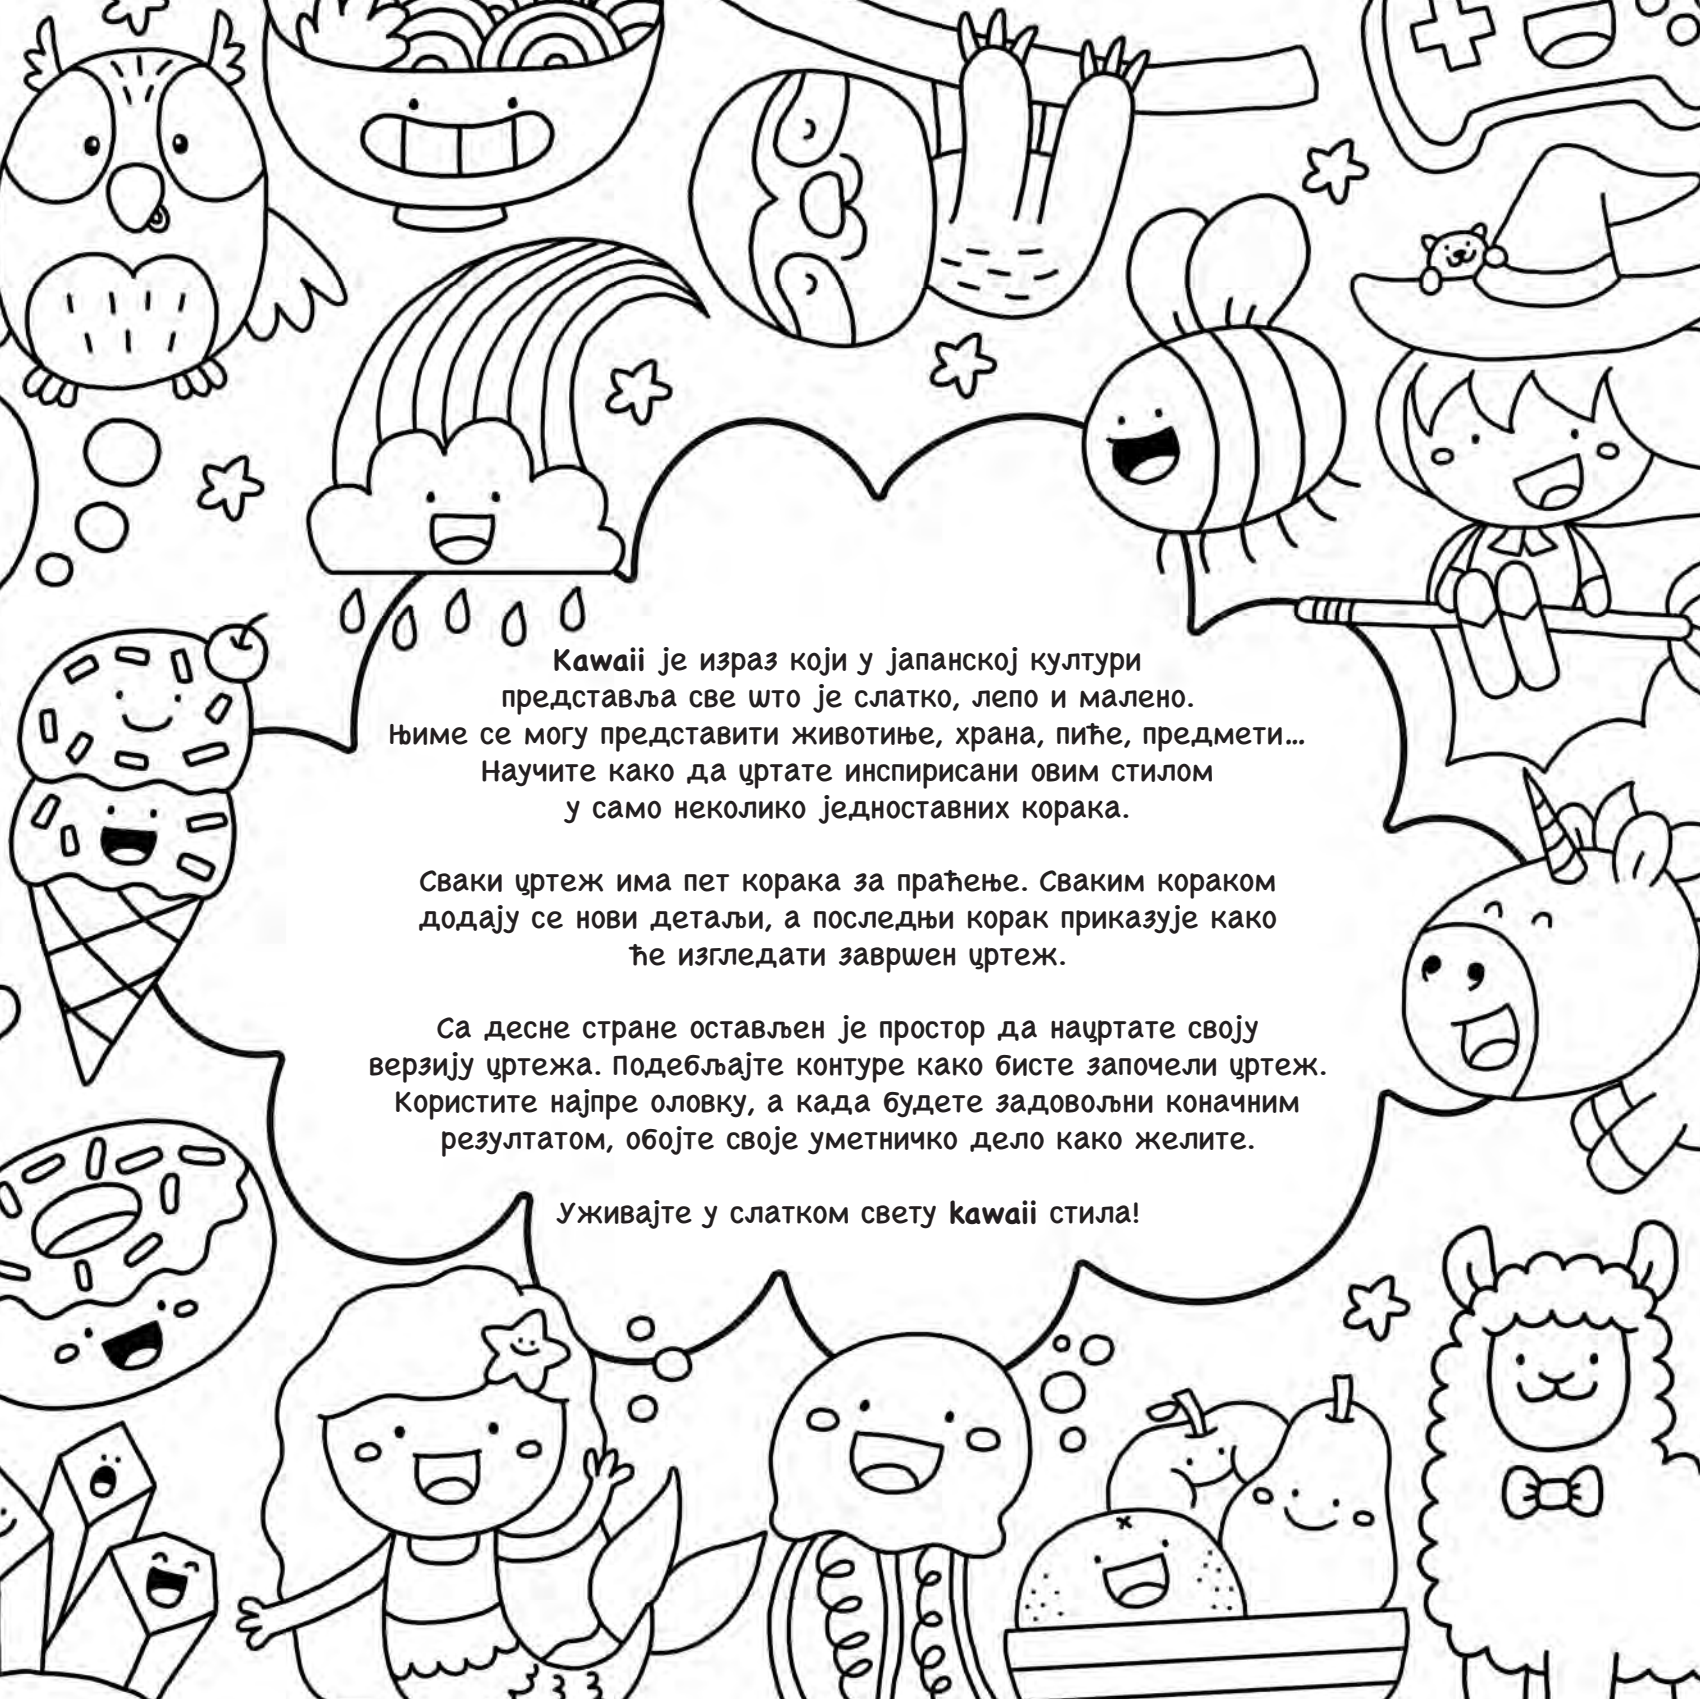 Kawaii је израз који у јапанској култури
представља све што је слатко, лепо и малено.
Њиме се могу представити животиње, храна, пиће, предмети...
Научите како да цртате инспирисани овим стилом
у само неколико једноставних корака.
Сваки цртеж има пет корака за праћење. Сваким кораком
додају се нови детаљи, а последњи корак приказује како
ће изгледати завршен цртеж.
Са десне стране остављен је простор да нацртате своју
верзију цртежа. Подебљајте контуре како бисте започели цртеж.
Користите најпре оловку, а када будете задовољни коначним
резултатом, обојте своје уметничко дело како желите.
Уживајте у слатком свету kawaii стила!